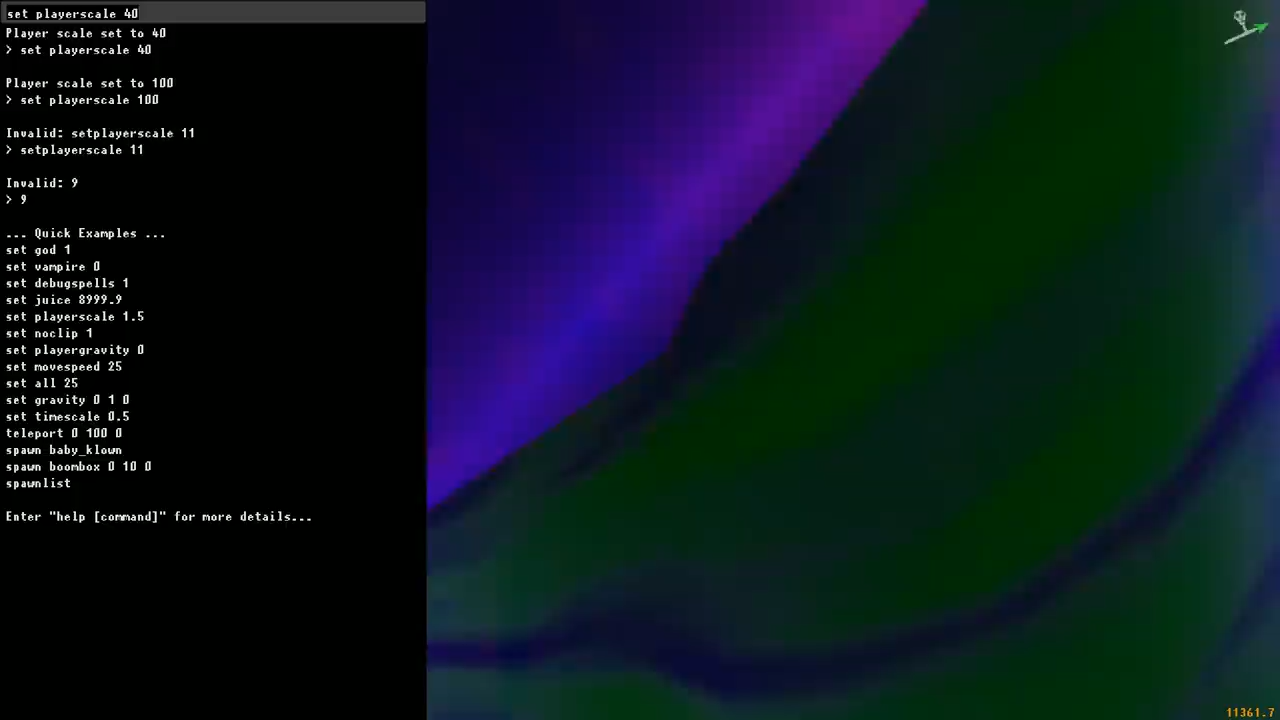 set playerscale 40
Player scale set to 40
> set playerscale 40
Player scale set to 100
> set playerscale 100
Invalid: setplayerscale 11
> setplayerscale 11
Invalid: 9
> 9
... Quick Examples ...
set god 1
set vampire 0
set debugspells 1
set juice 8999.9
set playerscale 1.5
set noclip 1
set playergravity 0
set movespeed 25
set all 25
set gravity 0 1 0
set timescale 0.5
teleport 0 100 0
spawn baby_klown
spawn boombox 0 10 0
spawnlist
Enter "help [command]" for more details...
11361.7